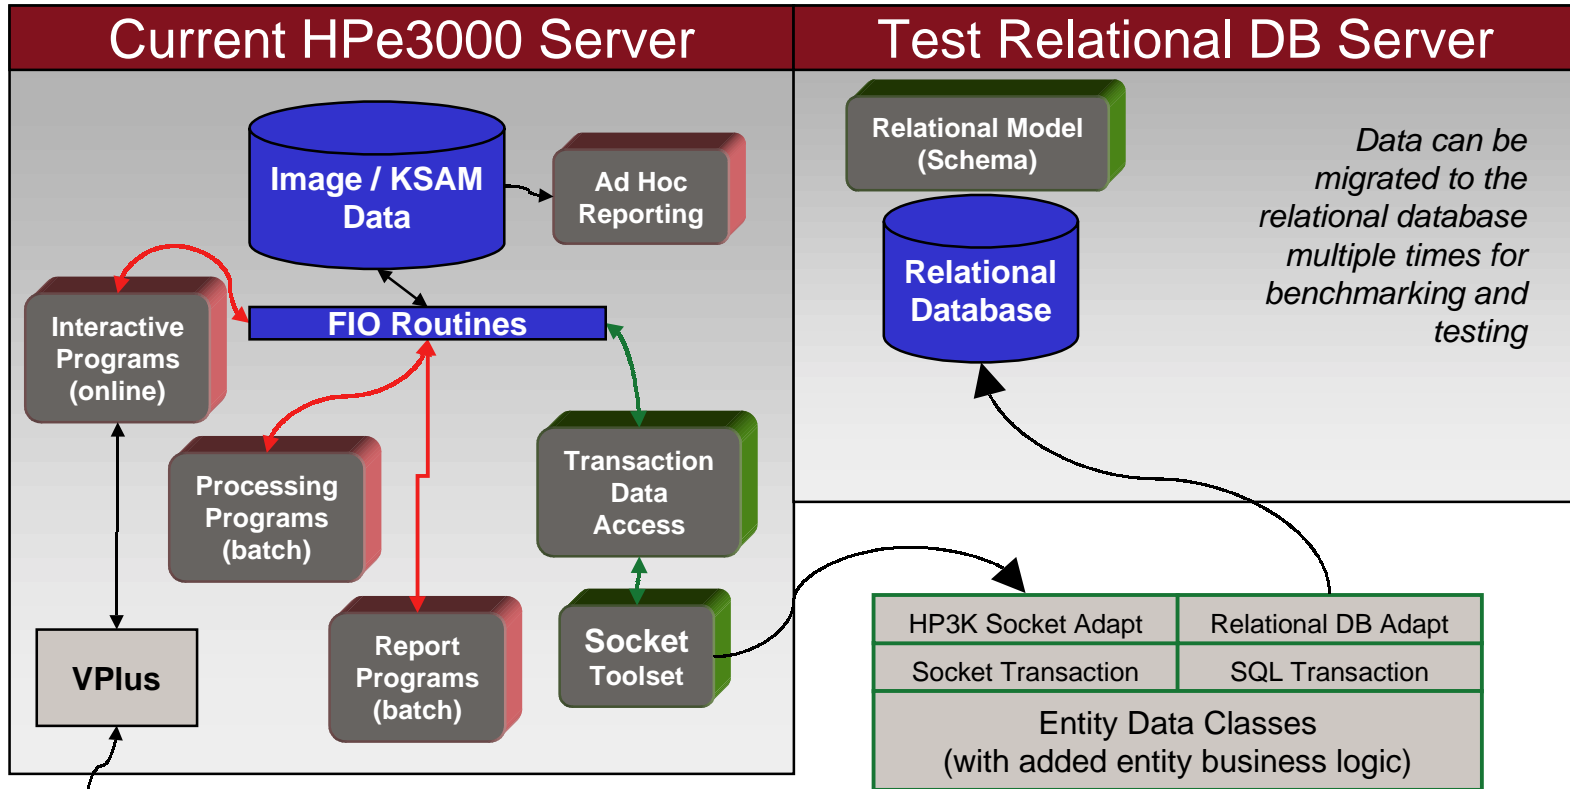 Current HPe3000 Server
Test Relational DB Server
Image / KSAM
Data
Ad Hoc
Reporting
FIO Routines
Interactive
Programs
(online)
Processing
Programs
(batch)
Report
Programs
(batch)
Transaction
Data
Access
Socket
Toolset
VPlus
Relational Model
(Schema)
Relational
Database
Data can be
migrated to the
relational database
multiple times for
benchmarking and
testing
HP3K Socket Adapt
Relational DB Adapt
Socket Transaction
SQL Transaction
Entity Data Classes
(with added entity business logic)